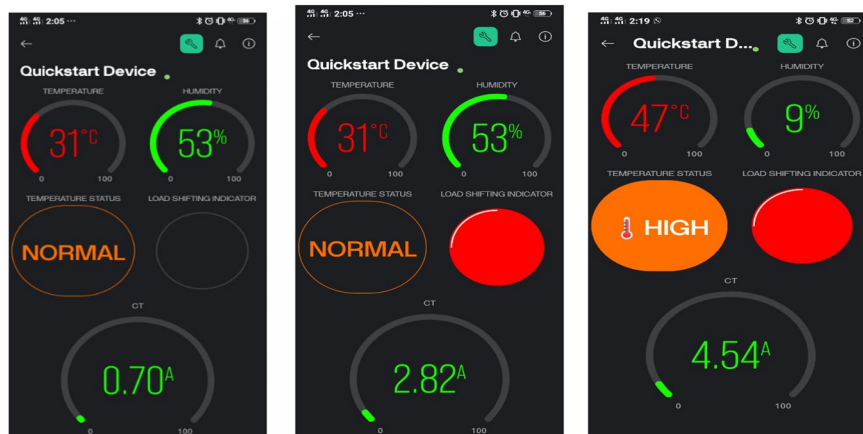 2:05 ···
Quickstart Device
TEMPERATURE HUMIDITY
31°C 53%
0 100 0 100
TEMPERATURE STATUS LOAD SHIFTING INDICATOR
NORMAL
CT
0.70A
0 100
2:05 ···
Quickstart Device
TEMPERATURE HUMIDITY
31°C 53%
0 100 0 100
TEMPERATURE STATUS LOAD SHIFTING INDICATOR
NORMAL
CT
2.82A
0 100
2:19
Quickstart D...
TEMPERATURE HUMIDITY
47°C 9%
0 100 0 100
TEMPERATURE STATUS LOAD SHIFTING INDICATOR
HIGH
CT
4.54A
0 100